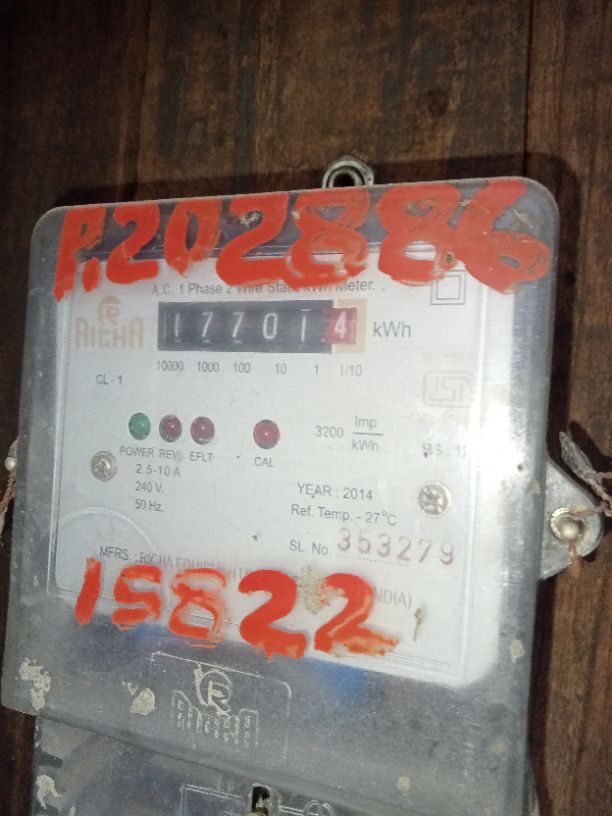 P.202886
A.C. 1 Phase 2 Wire Static kWh Meter.
RICHA
177014 kWh
10000 1000 100 10 1 1/10
CL - 1
3200 Imp/kWh
POWER REV. EFLT CAL
2.5-10 A
240 V.
50 Hz.
YEAR : 2014
Ref. Temp. - 27°C
SL. No. 353279
MFRS. : RICHA EQUIPMENTS
INDIA)
15822
RICHA